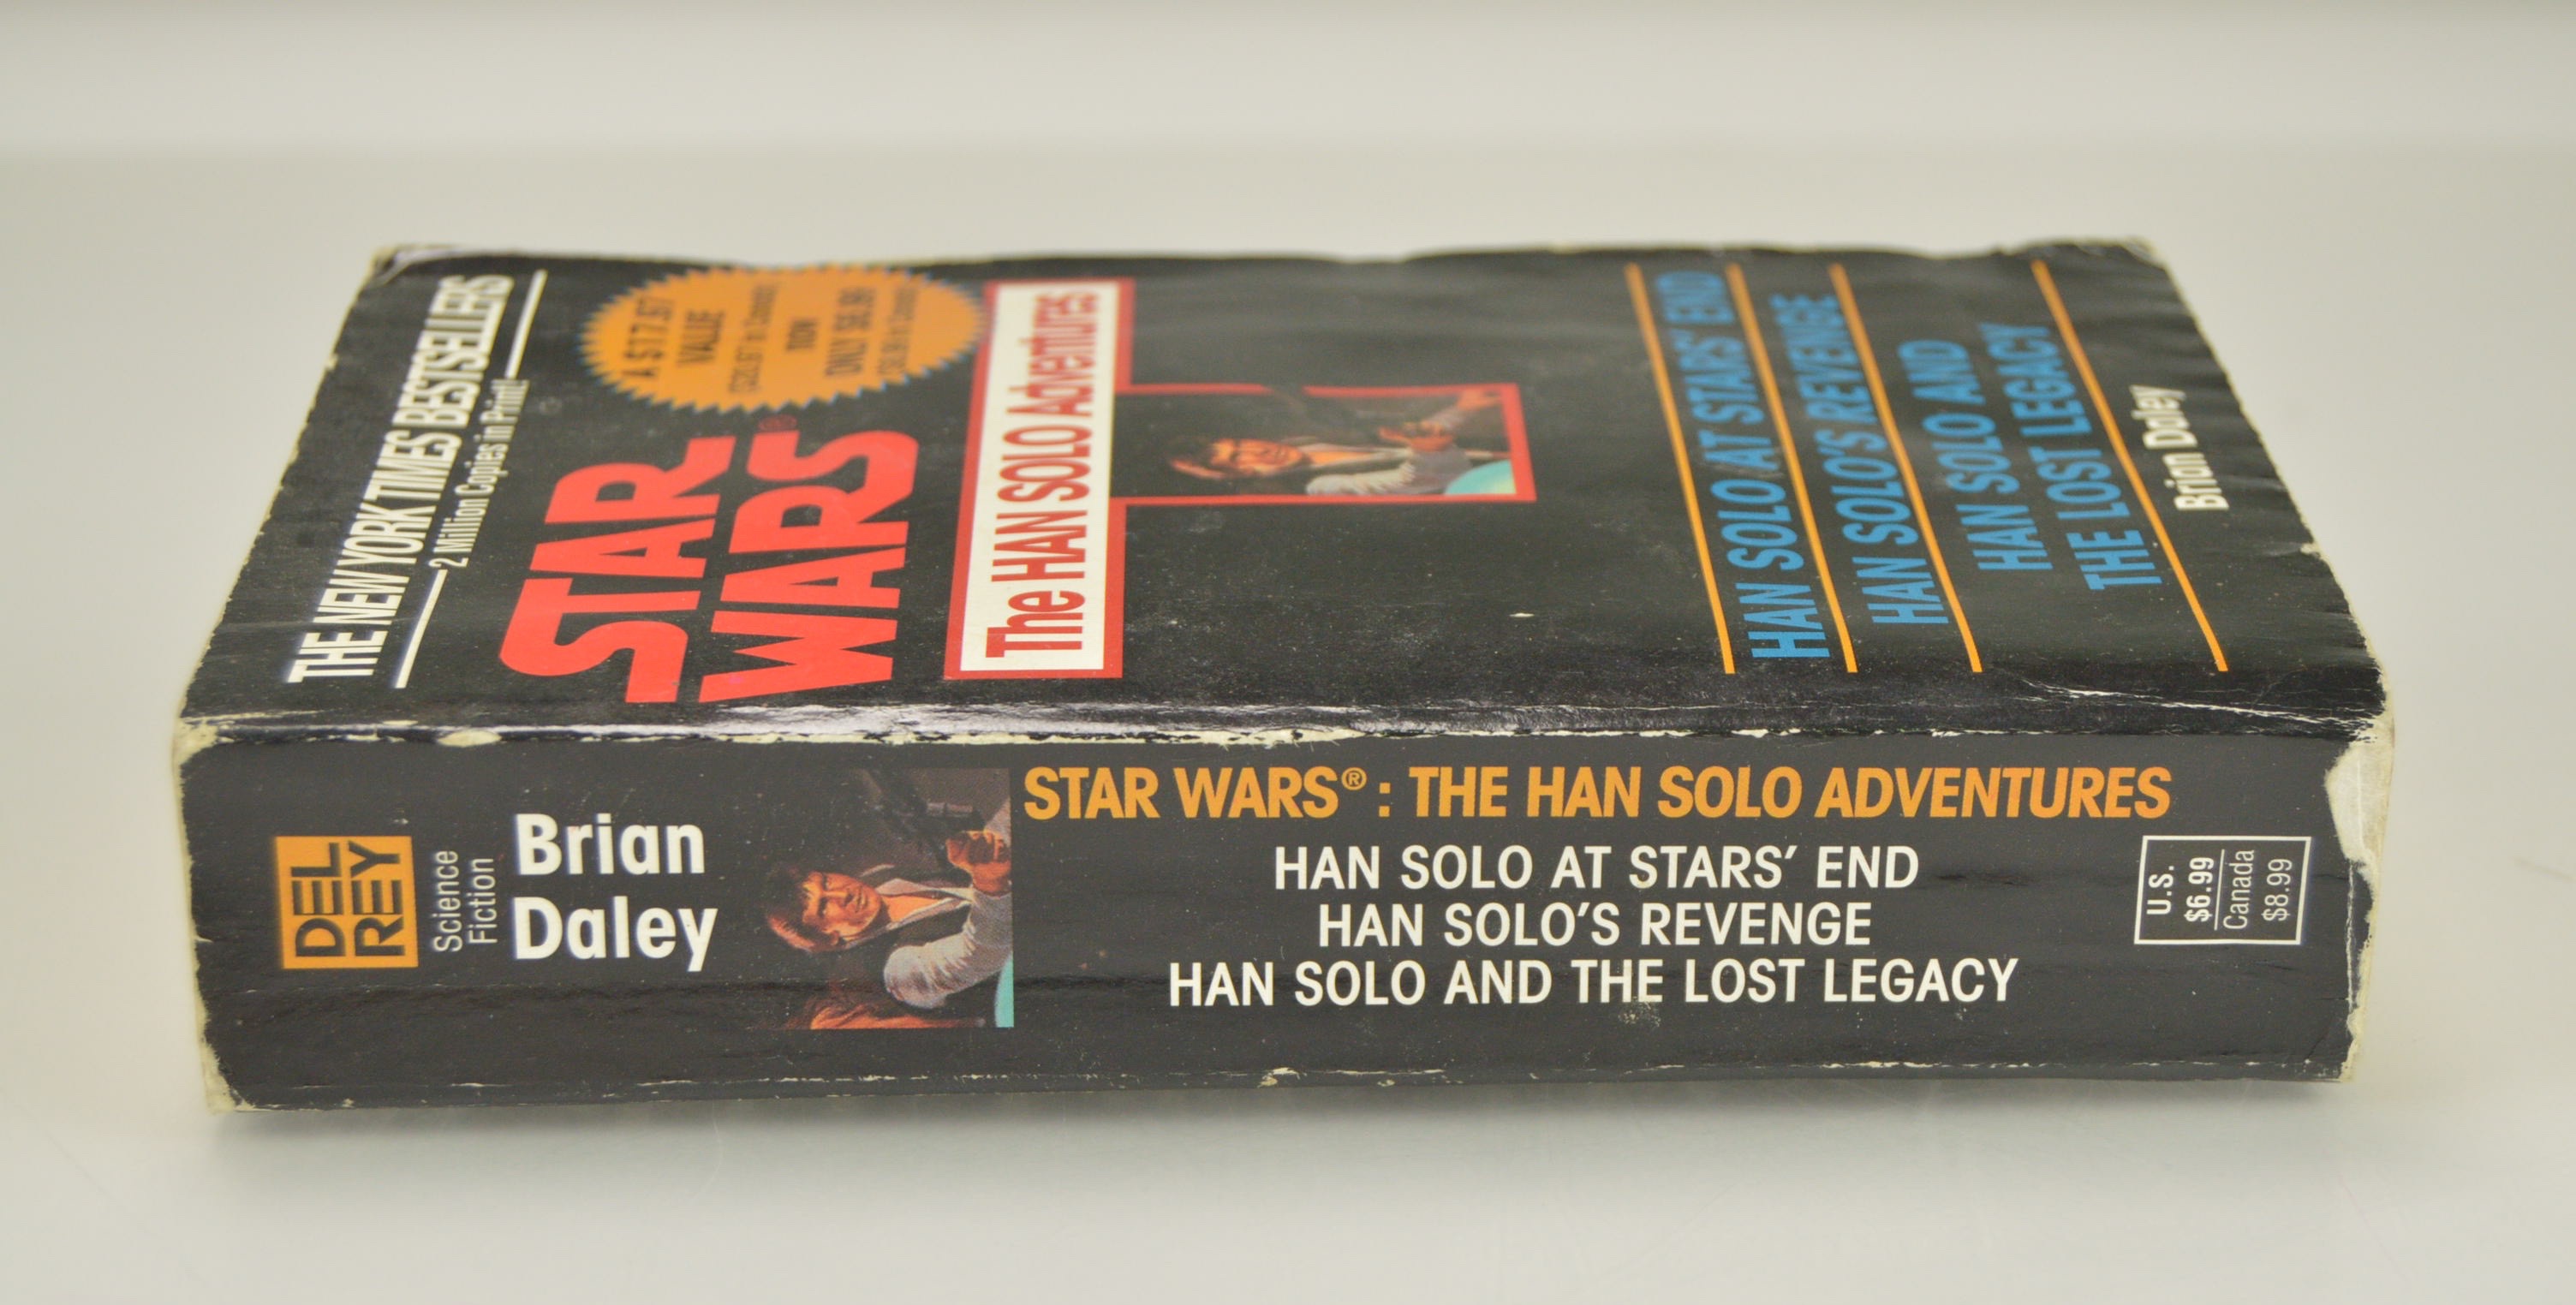 THE NEW YORK TIMES BESTSELLERS
2 Million Copies in Print!
A $17.97
VALUE
NOW
ONLY $6.99
STAR
WARS®
The HAN SOLO Adventures
HAN SOLO AT STARS' END
HAN SOLO'S REVENGE
HAN SOLO AND
THE LOST LEGACY
Brian Daley
DEL
REY
Science
Fiction
Brian
Daley
STAR WARS® : THE HAN SOLO ADVENTURES
HAN SOLO AT STARS' END
HAN SOLO'S REVENGE
HAN SOLO AND THE LOST LEGACY
U.S.
$6.99
Canada
$8.99